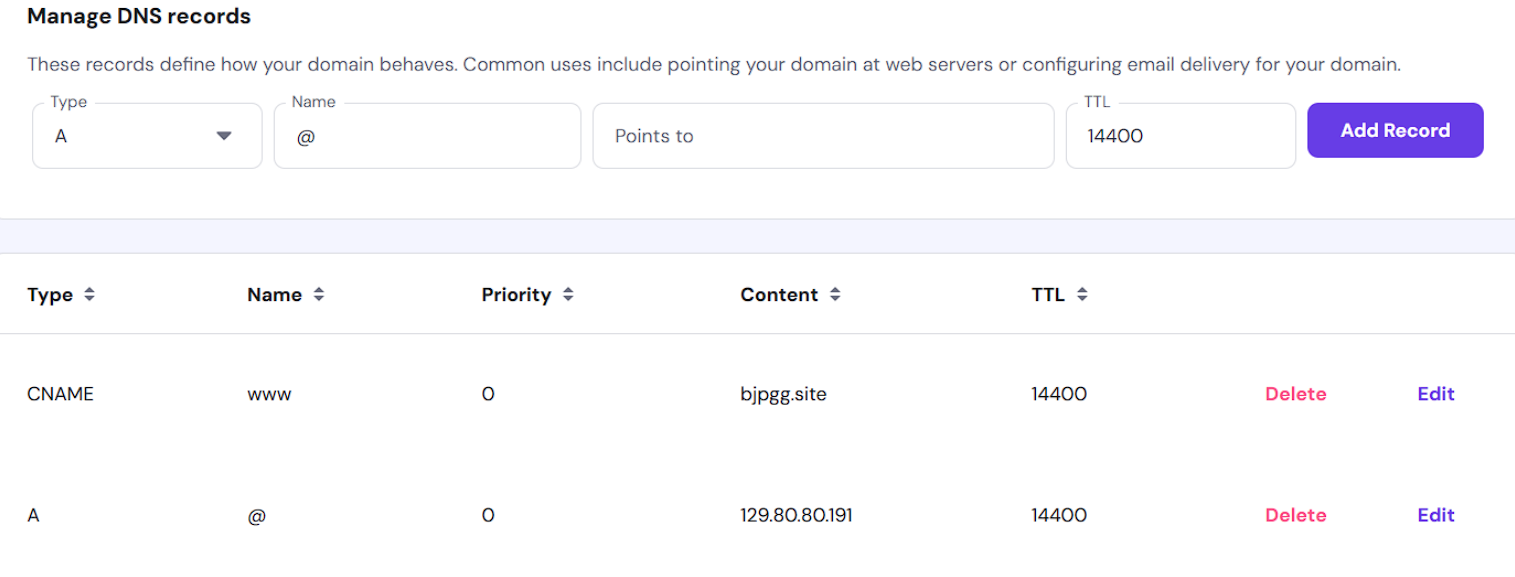 Manage DNS records
These records define how your domain behaves. Common uses include pointing your domain at web servers or configuring email delivery for your domain.
Type Name TTL
A @ Points to 14400 Add Record
Type Name Priority Content TTL
CNAME www 0 bjpgg.site 14400 Delete Edit
A @ 0 129.80.80.191 14400 Delete Edit